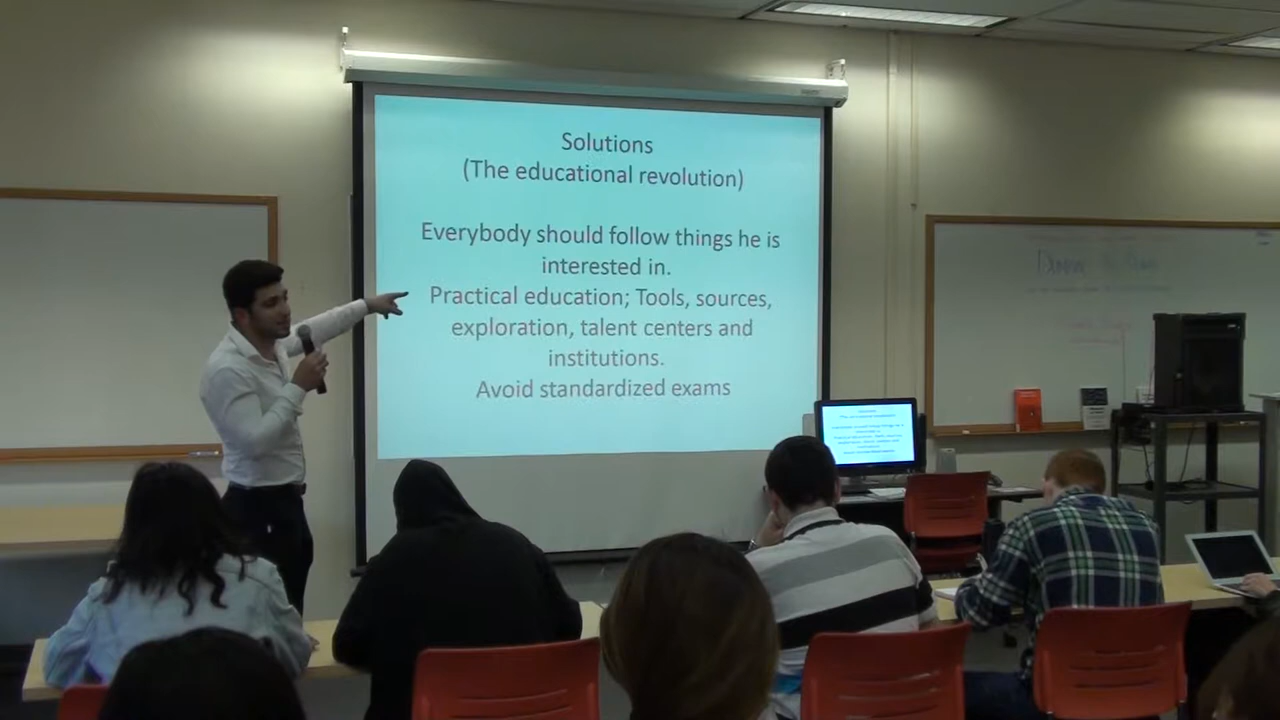 Solutions
(The educational revolution)
Everybody should follow things he is
interested in.
Practical education; Tools, sources,
exploration, talent centers and
institutions.
Avoid standardized exams